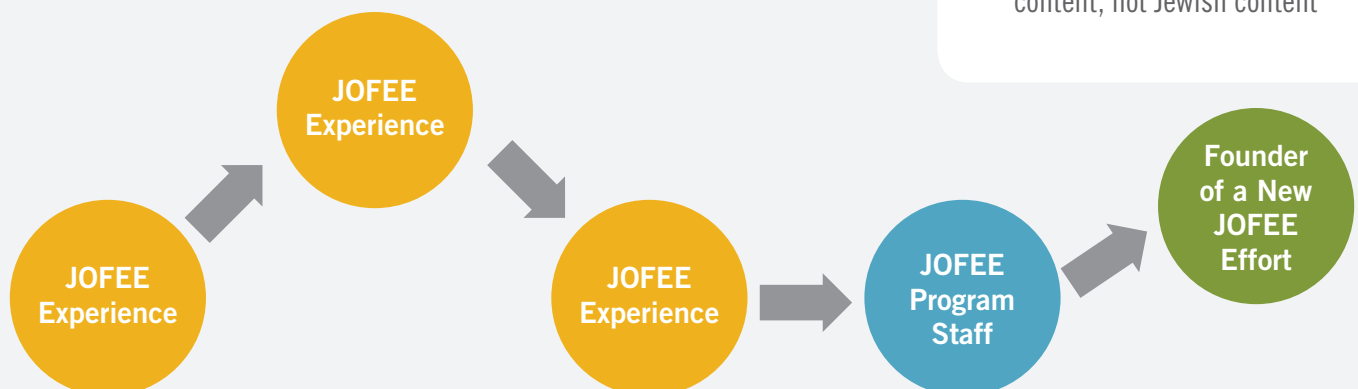 content, not Jewish content
JOFEE
Experience
JOFEE
Experience
JOFEE
Experience
JOFEE
Program
Staff
Founder
of a New
JOFEE
Effort